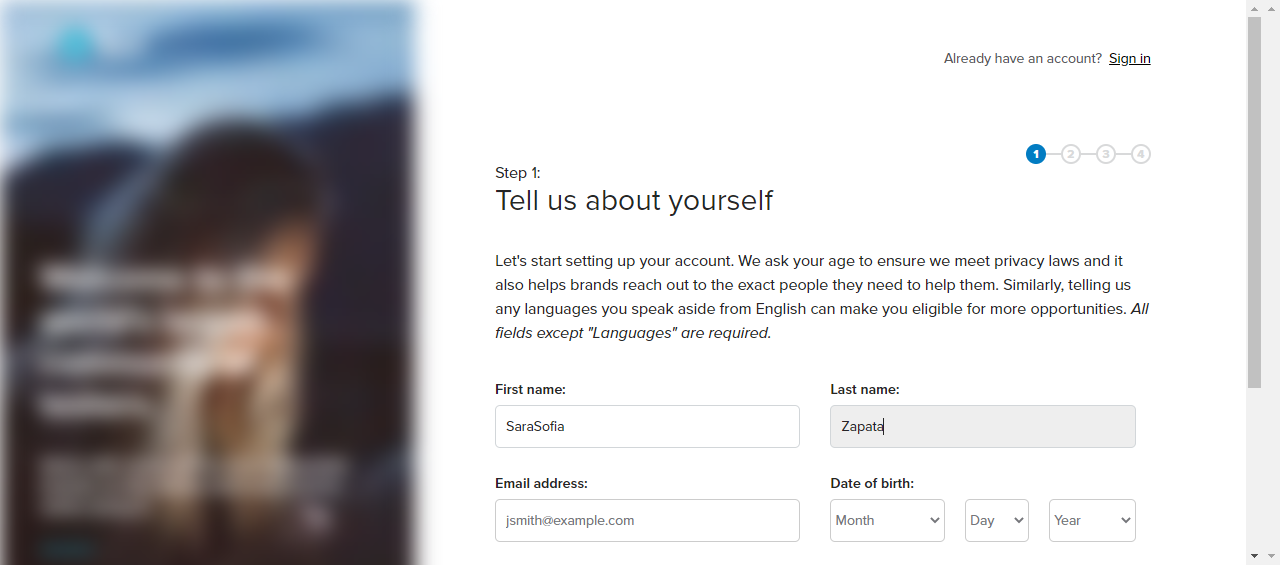 Already have an account? Sign in
1 2 3 4
Step 1:
Tell us about yourself
Let's start setting up your account. We ask your age to ensure we meet privacy laws and it
also helps brands reach out to the exact people they need to help them. Similarly, telling us
any languages you speak aside from English can make you eligible for more opportunities. All
fields except "Languages" are required.
First name:
Last name:
SaraSofia
Zapata
Email address:
Date of birth:
jsmith@example.com
Month
Day
Year